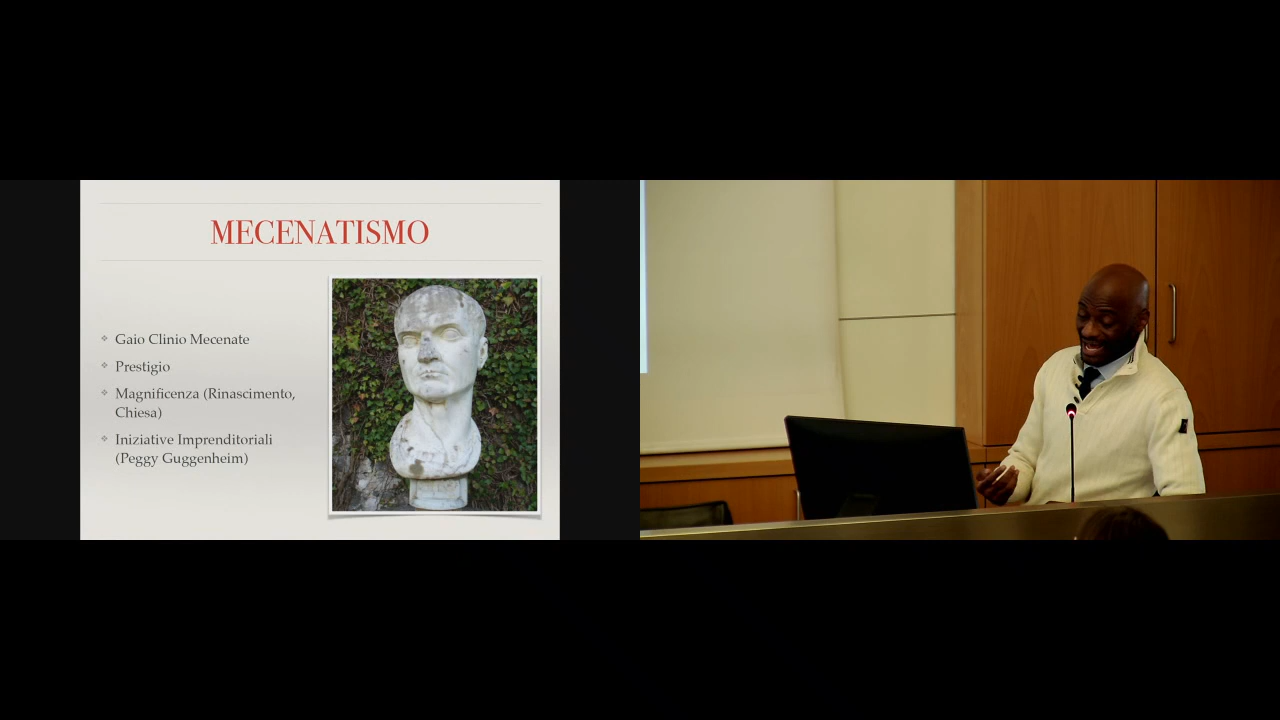 MECENATISMO
Gaio Clinio Mecenate
Prestigio
Magnificenza (Rinascimento,
Chiesa)
Iniziative Imprenditoriali
(Peggy Guggenheim)